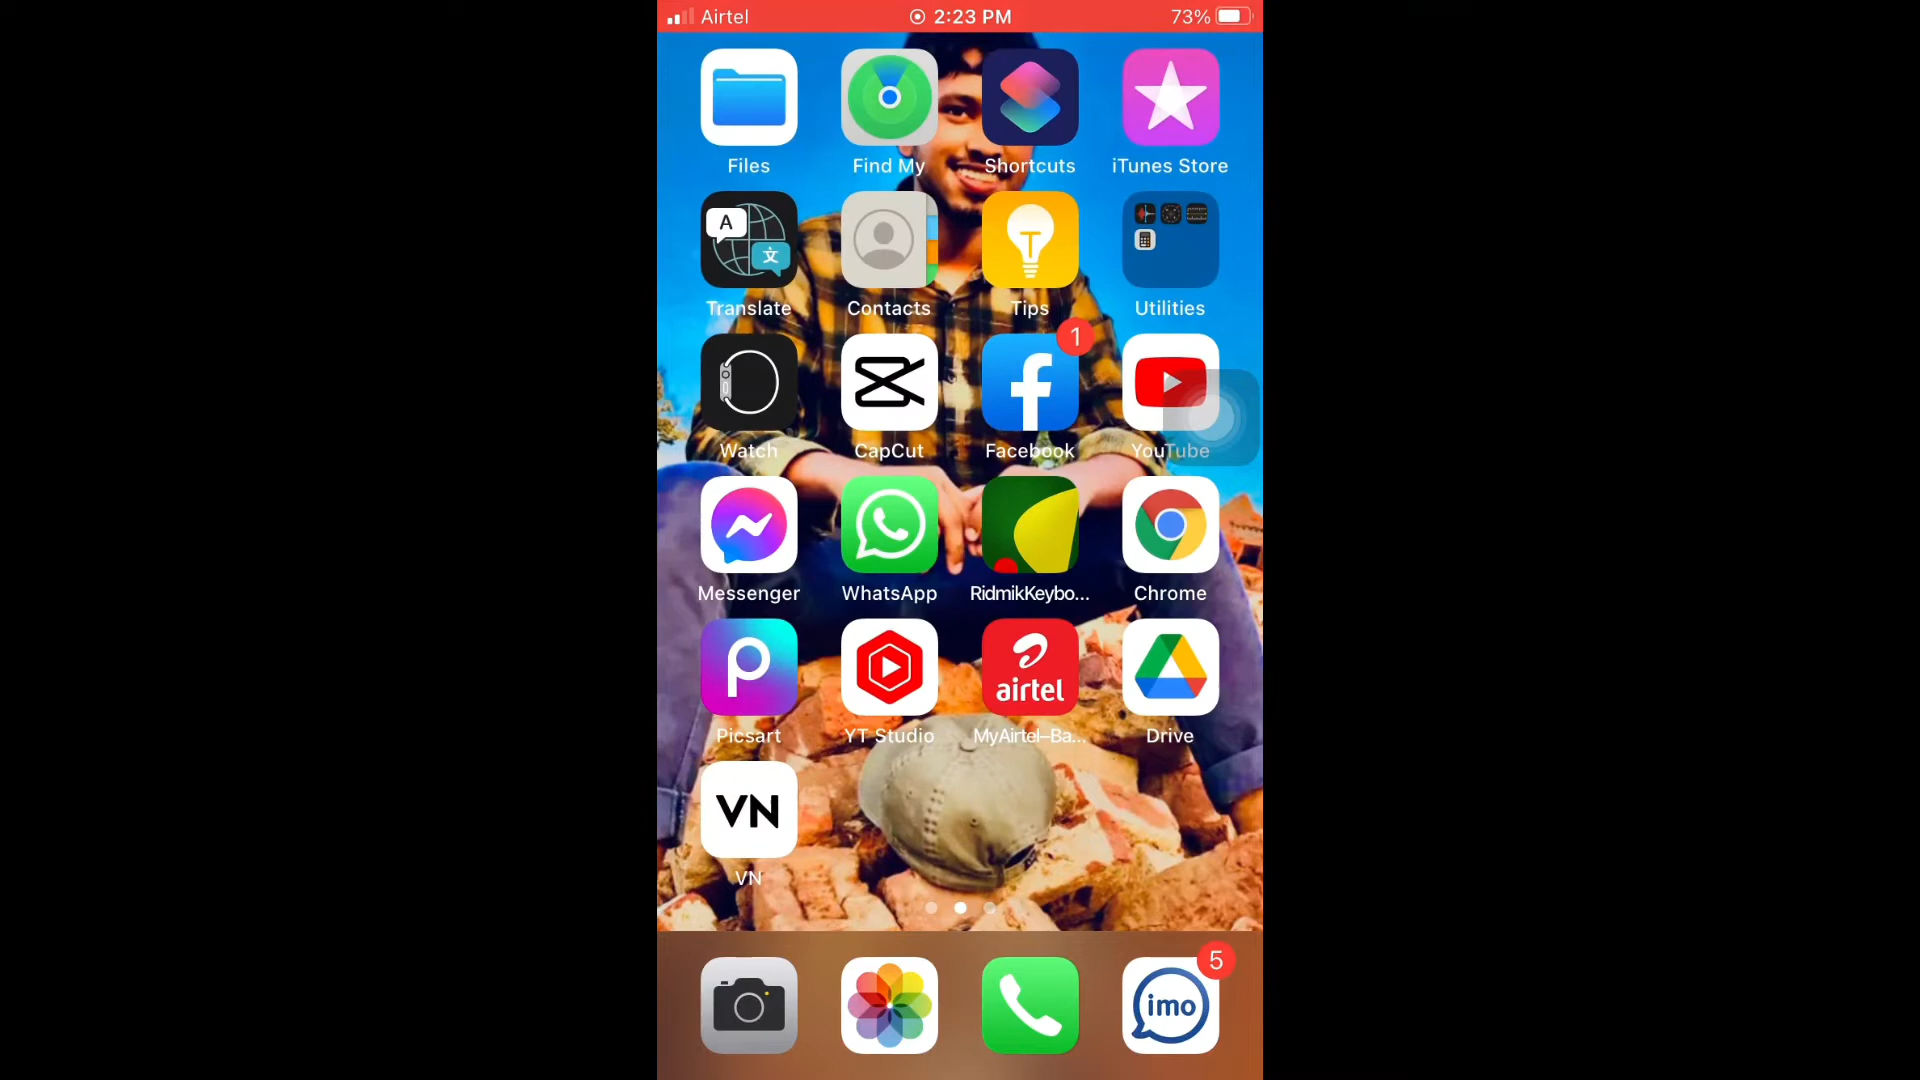 Airtel 2:23 PM 73%
Files Find My Shortcuts iTunes Store
A 文
Translate Contacts Tips Utilities
1
Watch CapCut Facebook YouTube
Messenger WhatsApp RidmikKeybo... Chrome
airtel
Picsart YT Studio MyAirtel–Ba... Drive
VN
VN
5
imo